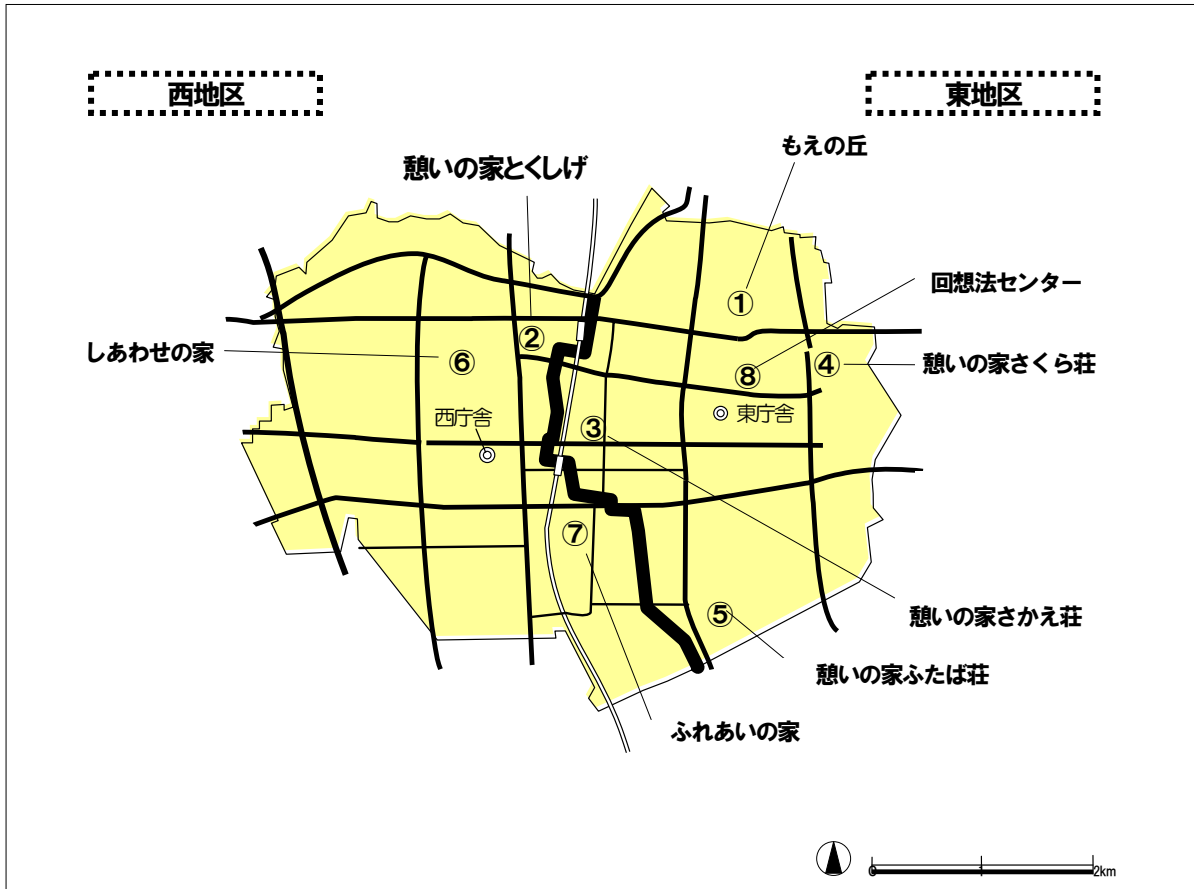 西地区
東地区
もえの丘
憩いの家とくしげ
回想法センター
①
②
しあわせの家
⑥
⑧
④
憩いの家さくら荘
西庁舎
東庁舎
③
⑦
⑤
憩いの家さかえ荘
憩いの家ふたば荘
ふれあいの家
0 1 2km